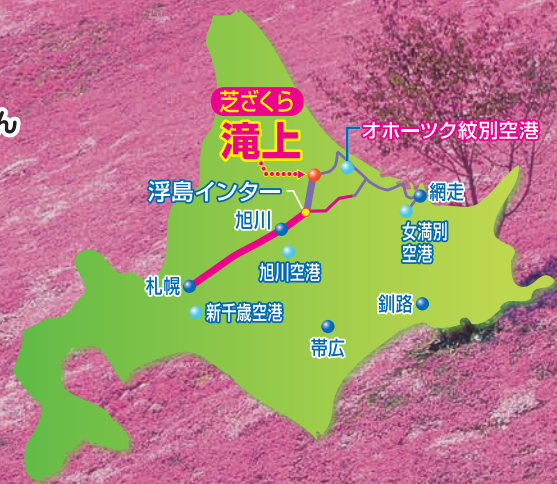 ん
芝ざくら
滝上
オホーツク紋別空港
浮島インター
網走
旭川
女満別
空港
旭川空港
札幌
新千歳空港
釧路
帯広